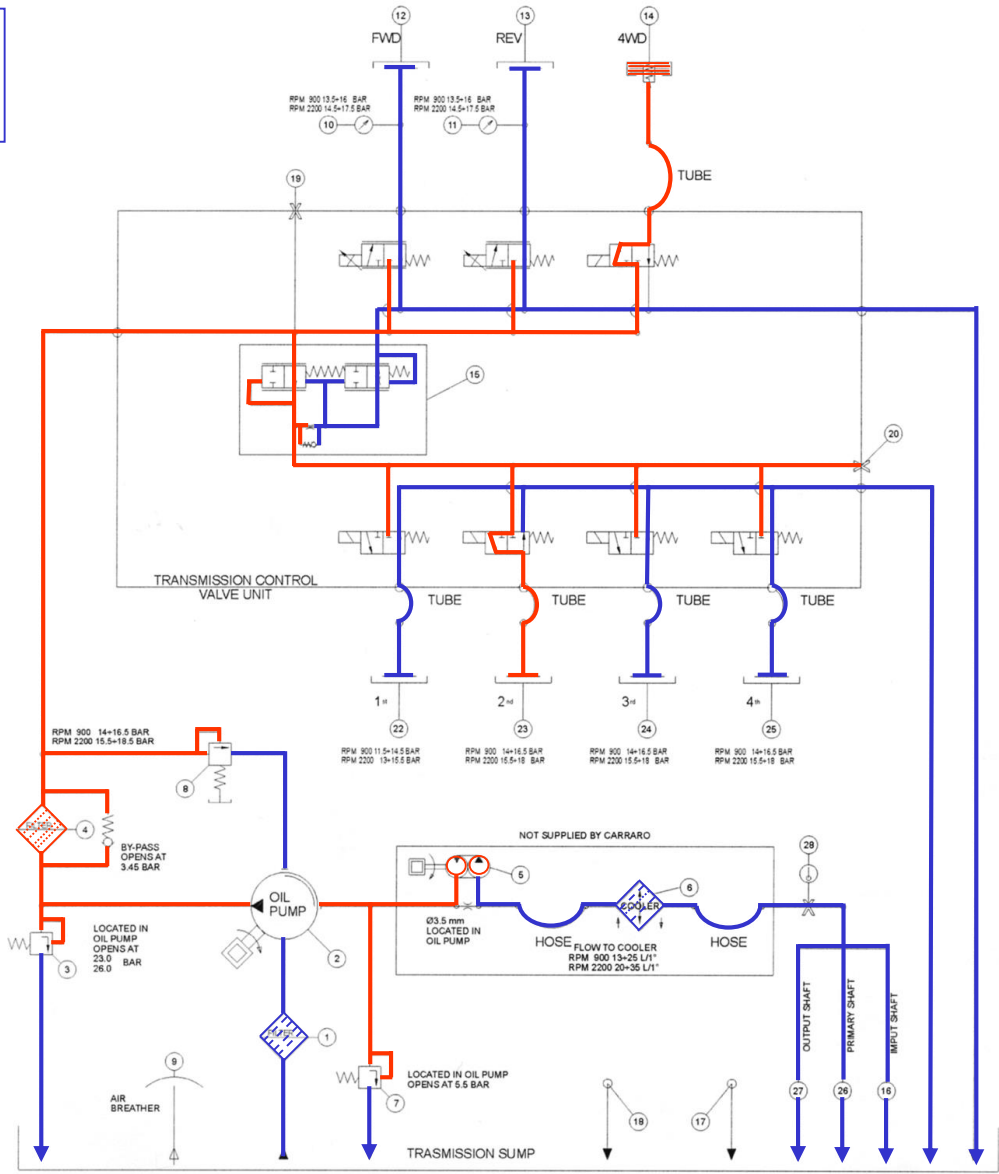 12
13
14
FWD
REV
4WD
RPM 900 13.5÷16 BAR
RPM 2200 14.5÷17.5 BAR
RPM 900 13.5÷16 BAR
RPM 2200 14.5÷17.5 BAR
10
11
TUBE
19
15
20
TRANSMISSION CONTROL
VALVE UNIT
TUBE
TUBE
TUBE
TUBE
1st
2nd
3rd
4th
22
23
24
25
RPM 900 11.5÷14.5 BAR
RPM 2200 13÷15.5 BAR
RPM 900 14÷16.5 BAR
RPM 2200 15.5÷18 BAR
RPM 900 14÷16.5 BAR
RPM 2200 15.5÷18 BAR
RPM 900 14÷16.5 BAR
RPM 2200 15.5÷18 BAR
RPM 900 14÷16.5 BAR
RPM 2200 15.5÷18.5 BAR
8
FILTER
4
BY-PASS
OPENS AT
3.45 BAR
NOT SUPPLIED BY CARRARO
28
5
6
COOLER
OIL
PUMP
Ø3.5 mm
LOCATED IN
OIL PUMP
HOSE
HOSE
FLOW TO COOLER
RPM 900 13÷25 L/1"
RPM 2200 20÷35 L/1"
LOCATED IN
OIL PUMP
OPENS AT
23.0
BAR
26.0
3
2
FILTER
1
OUTPUT SHAFT
PRIMARY SHAFT
IMPUT SHAFT
9
AIR
BREATHER
LOCATED IN OIL PUMP
OPENS AT 5.5 BAR
7
18
17
27
26
16
TRASMISSION SUMP